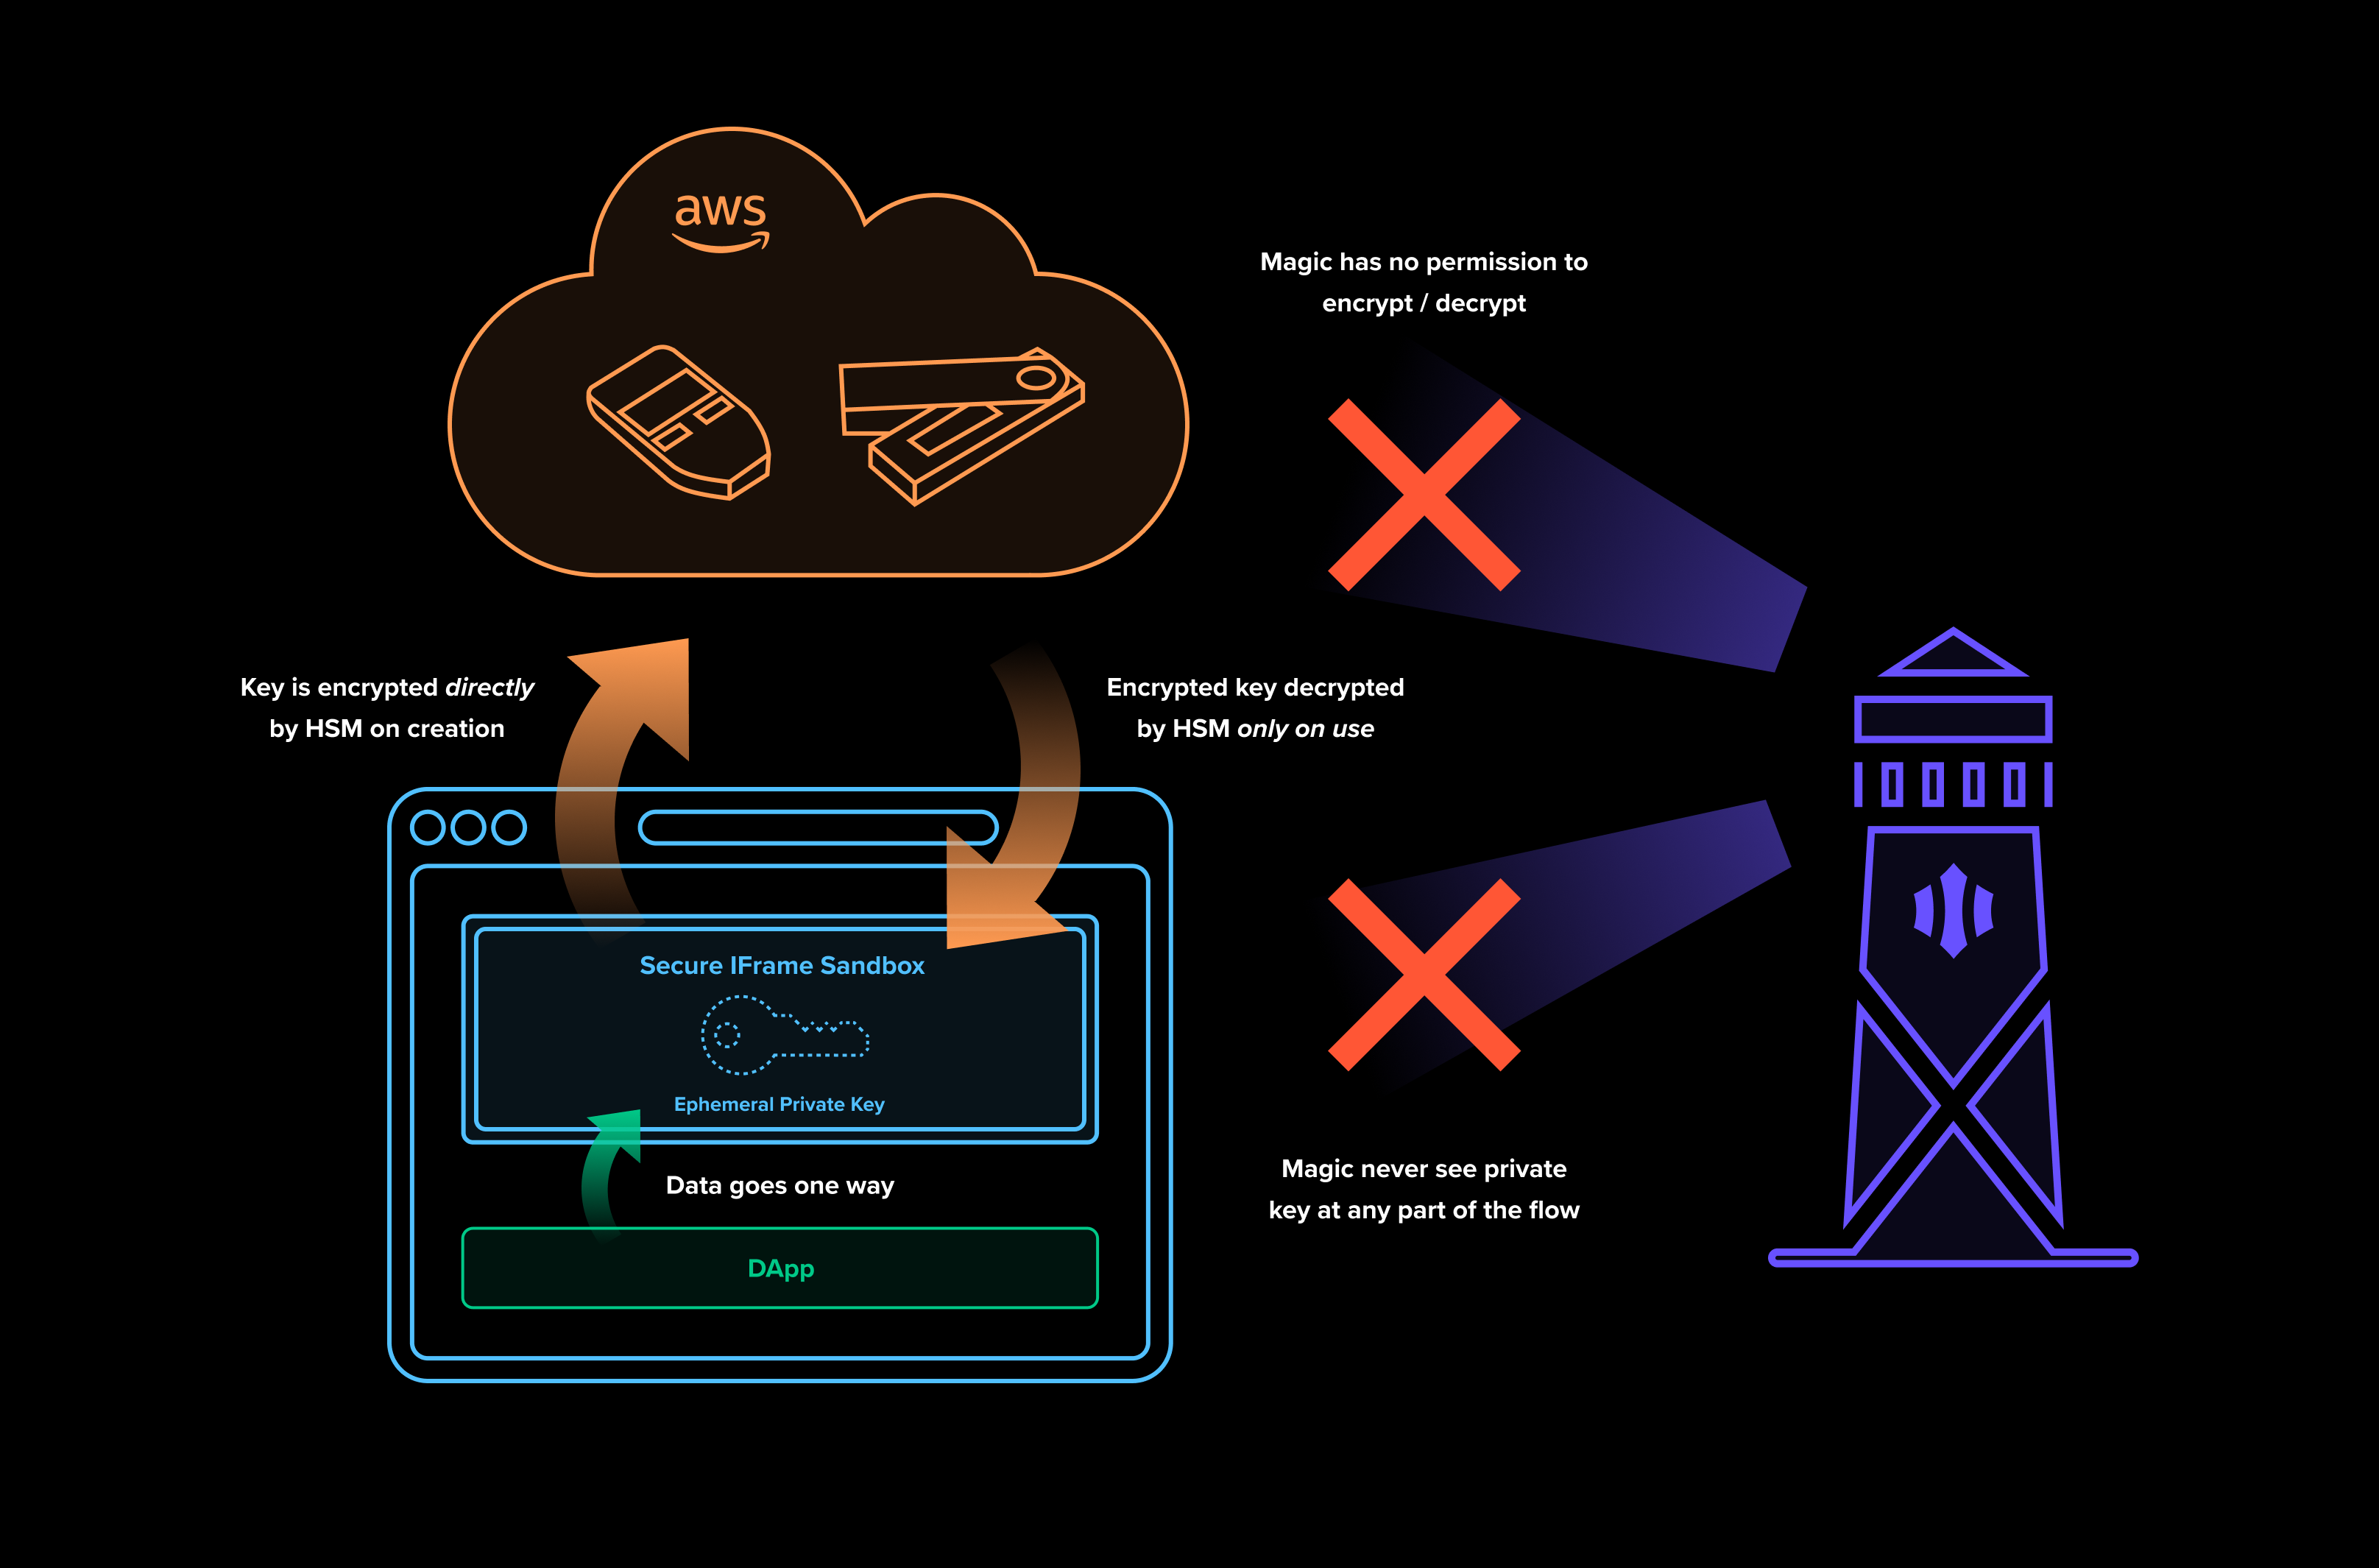 aws
Magic has no permission to
encrypt / decrypt
Key is encrypted directly
by HSM on creation
Encrypted key decrypted
by HSM only on use
Secure IFrame Sandbox
Ephemeral Private Key
Data goes one way
DApp
Magic never see private
key at any part of the flow